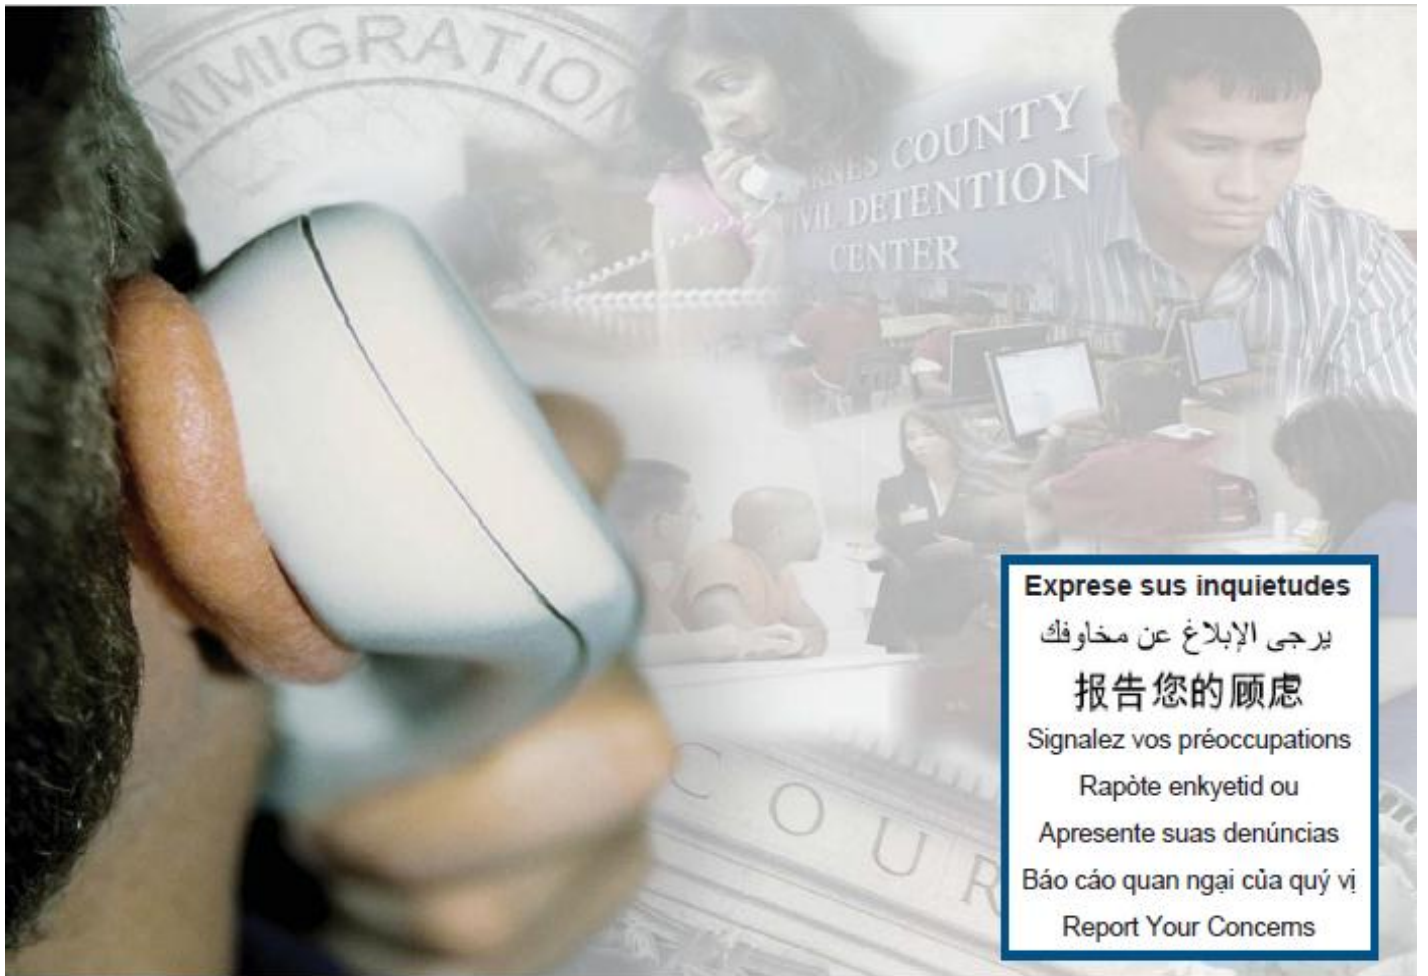 IMMIGRATION
COUNTY
DETENTION
CENTER
COUR
Exprese sus inquietudes
يرجى الإبلاغ عن مخاوفك
报告您的顾虑
Signalez vos préoccupations
Rapòte enkyetid ou
Apresente suas denúncias
Báo cáo quan ngại của quý vị
Report Your Concerns